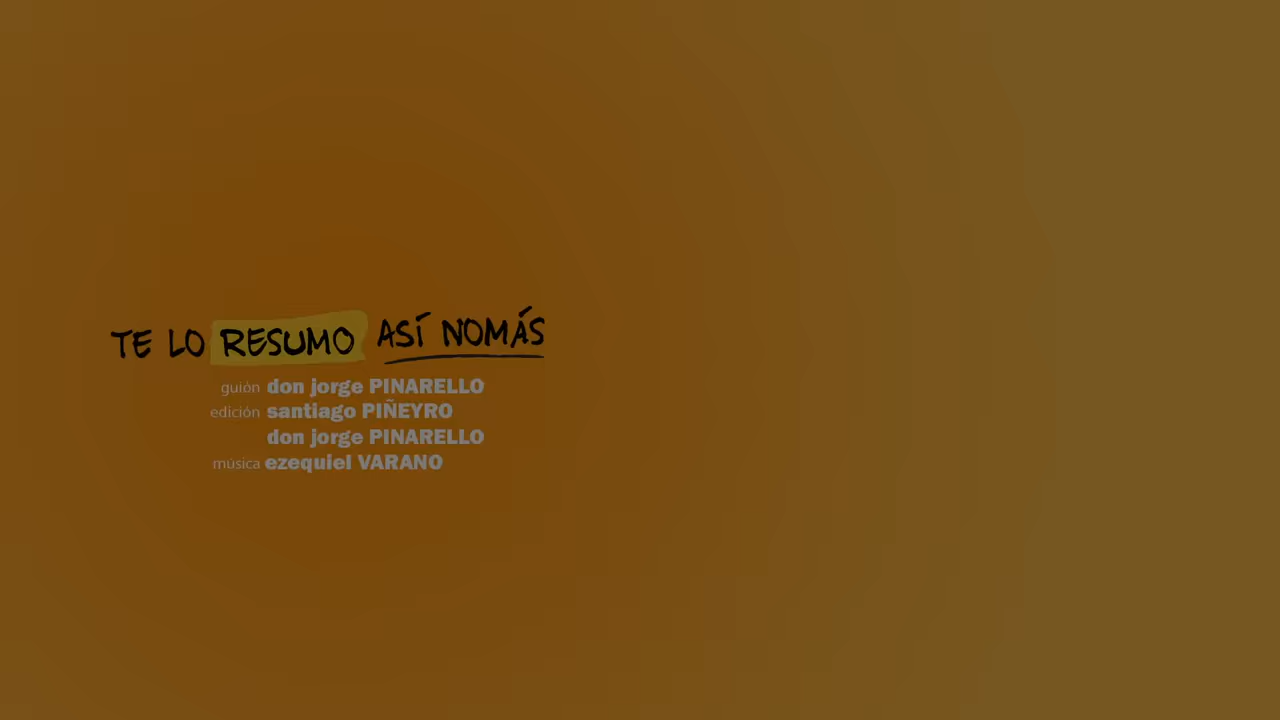 TE LO RESUMO ASÍ NOMÁS
guión don jorge PINARELLO
edición santiago PIÑEYRO
don jorge PINARELLO
música ezequiel VARANO